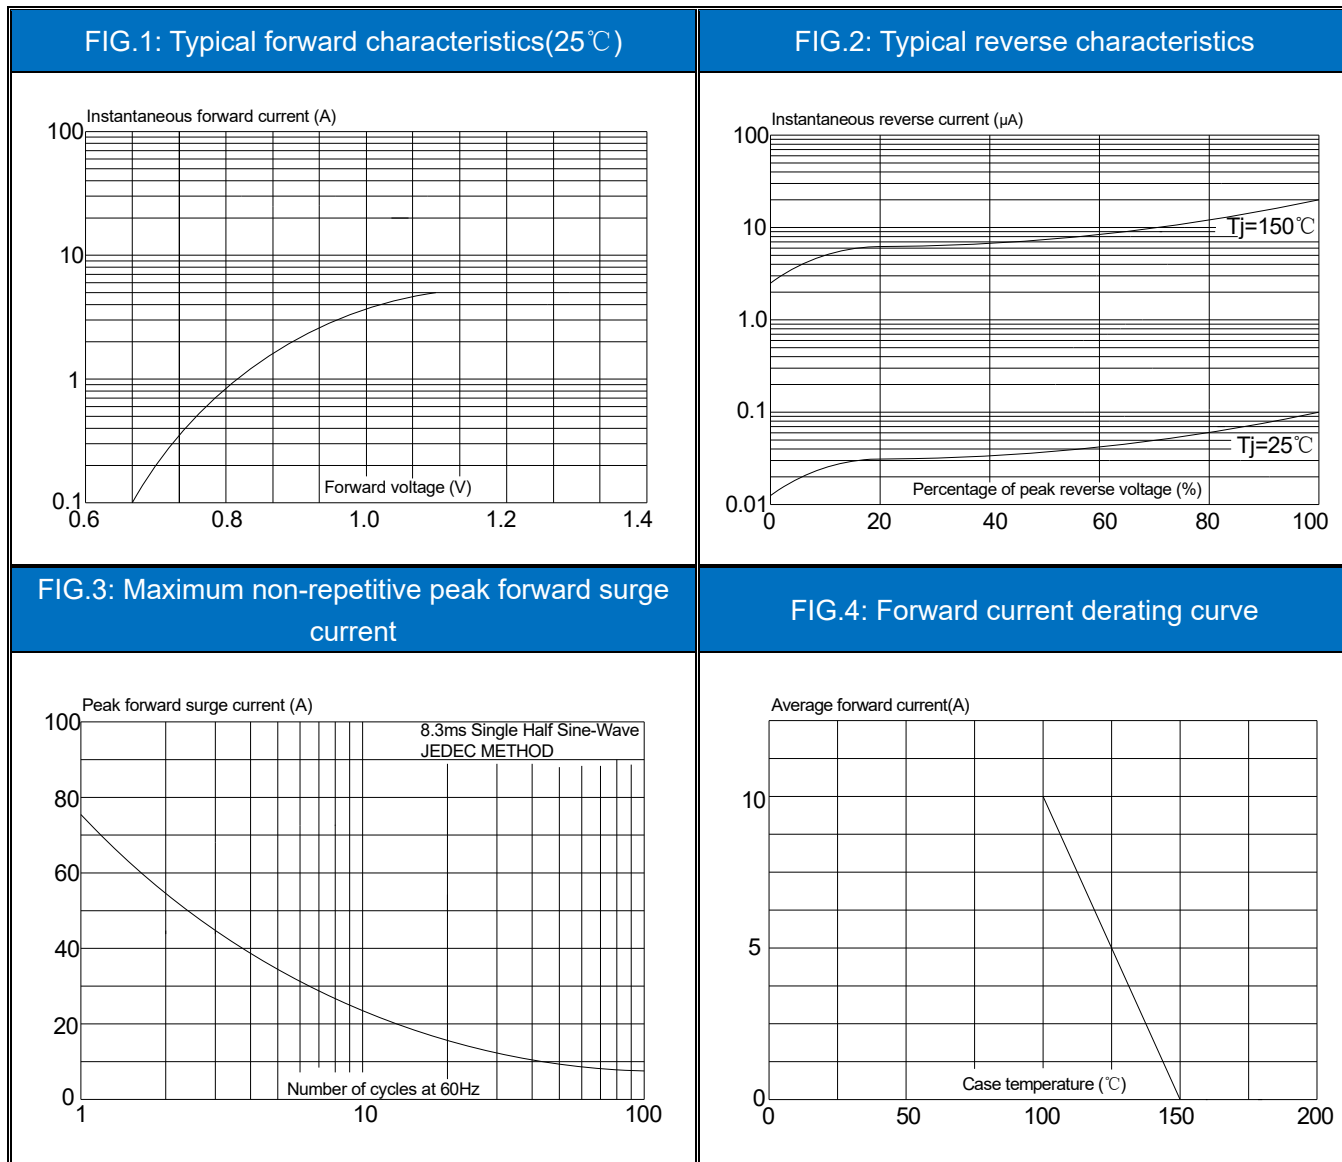 FIG.1: Typical forward characteristics(25℃)
Instantaneous forward current (A)
100
10
1
0.1
Forward voltage (V)
0.6 0.8 1.0 1.2 1.4
FIG.2: Typical reverse characteristics
Instantaneous reverse current (μA)
100
10
Tj=150℃
1.0
0.1
Tj=25℃
Percentage of peak reverse voltage (%)
0.01
0 20 40 60 80 100
FIG.3: Maximum non-repetitive peak forward surge
current
Peak forward surge current (A)
100
8.3ms Single Half Sine-Wave
JEDEC METHOD
80
60
40
20
Number of cycles at 60Hz
0
1 10 100
FIG.4: Forward current derating curve
Average forward current(A)
10
5
Case temperature (℃)
0
0 50 100 150 200